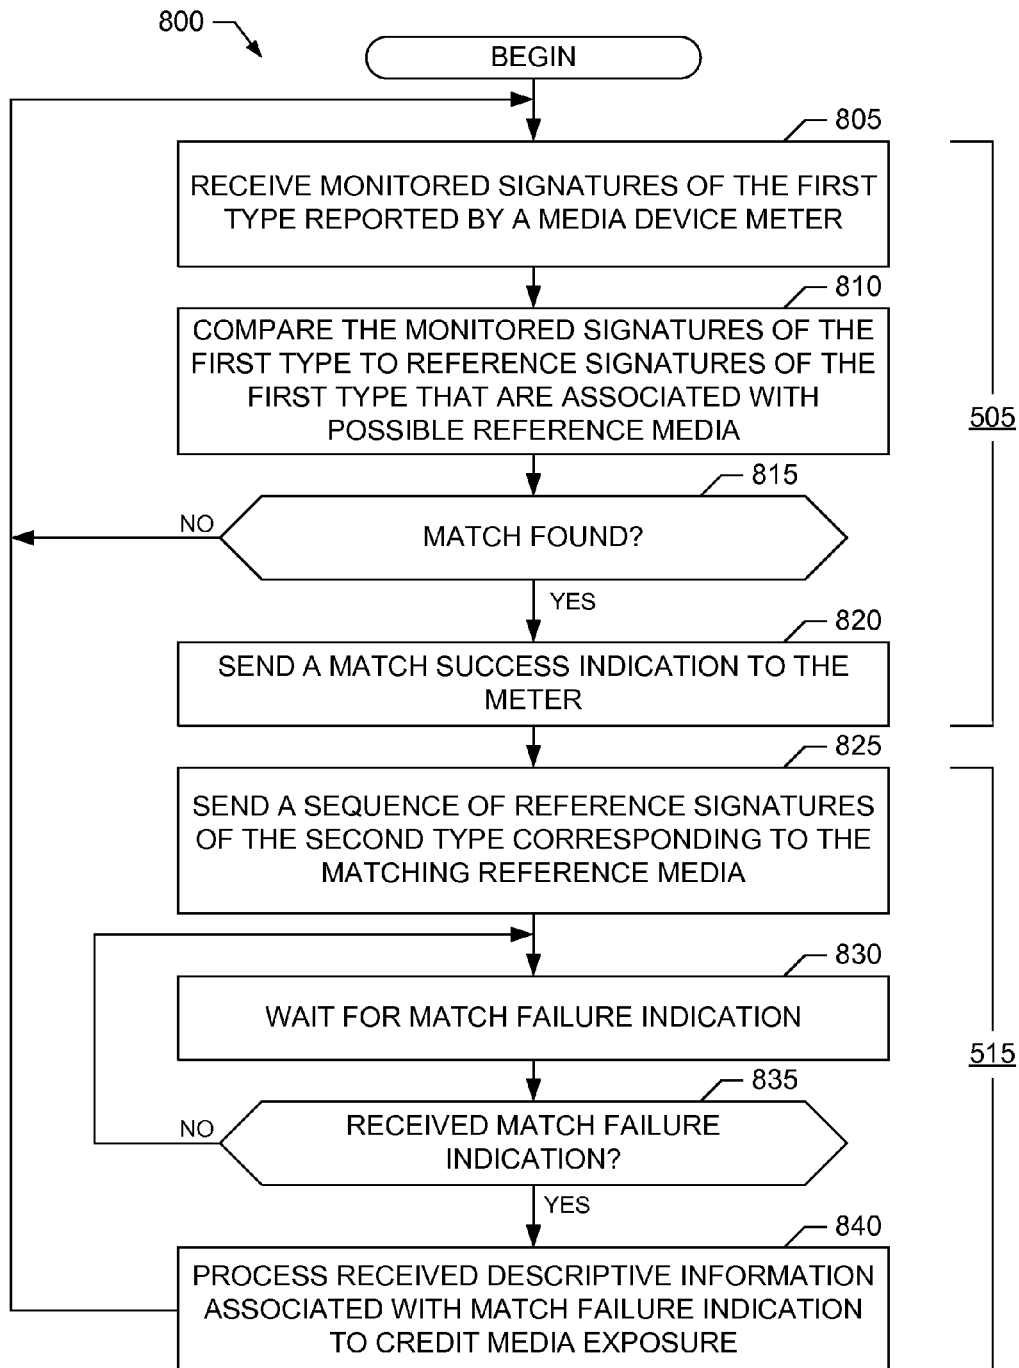 800
BEGIN
805
RECEIVE MONITORED SIGNATURES OF THE FIRST
TYPE REPORTED BY A MEDIA DEVICE METER
810
COMPARE THE MONITORED SIGNATURES OF THE
FIRST TYPE TO REFERENCE SIGNATURES OF THE
FIRST TYPE THAT ARE ASSOCIATED WITH
POSSIBLE REFERENCE MEDIA
505
815
NO
MATCH FOUND?
YES
820
SEND A MATCH SUCCESS INDICATION TO THE
METER
825
SEND A SEQUENCE OF REFERENCE SIGNATURES
OF THE SECOND TYPE CORRESPONDING TO THE
MATCHING REFERENCE MEDIA
830
WAIT FOR MATCH FAILURE INDICATION
515
835
NO
RECEIVED MATCH FAILURE
INDICATION?
YES
840
PROCESS RECEIVED DESCRIPTIVE INFORMATION
ASSOCIATED WITH MATCH FAILURE INDICATION
TO CREDIT MEDIA EXPOSURE